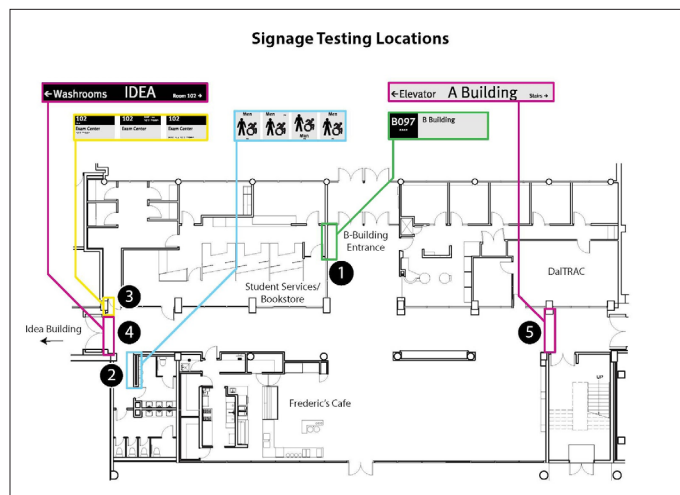 Signage Testing Locations
←Washrooms IDEA Room 102→
←Elevator A Building Stairs→
102 102 102
Exam Center Exam Center Exam Center
Men Men Men
Men
B097 B Building
B-Building
Entrance
1
Student Services/
Bookstore
DalTRAC
3
4
Idea Building
←
2
5
Frederic's Cafe
UP